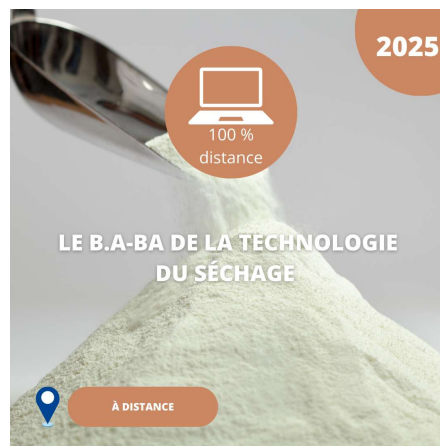 2025
100 %
distance
LE B.A-BA DE LA TECHNOLOGIE
DU SÉCHAGE
À DISTANCE